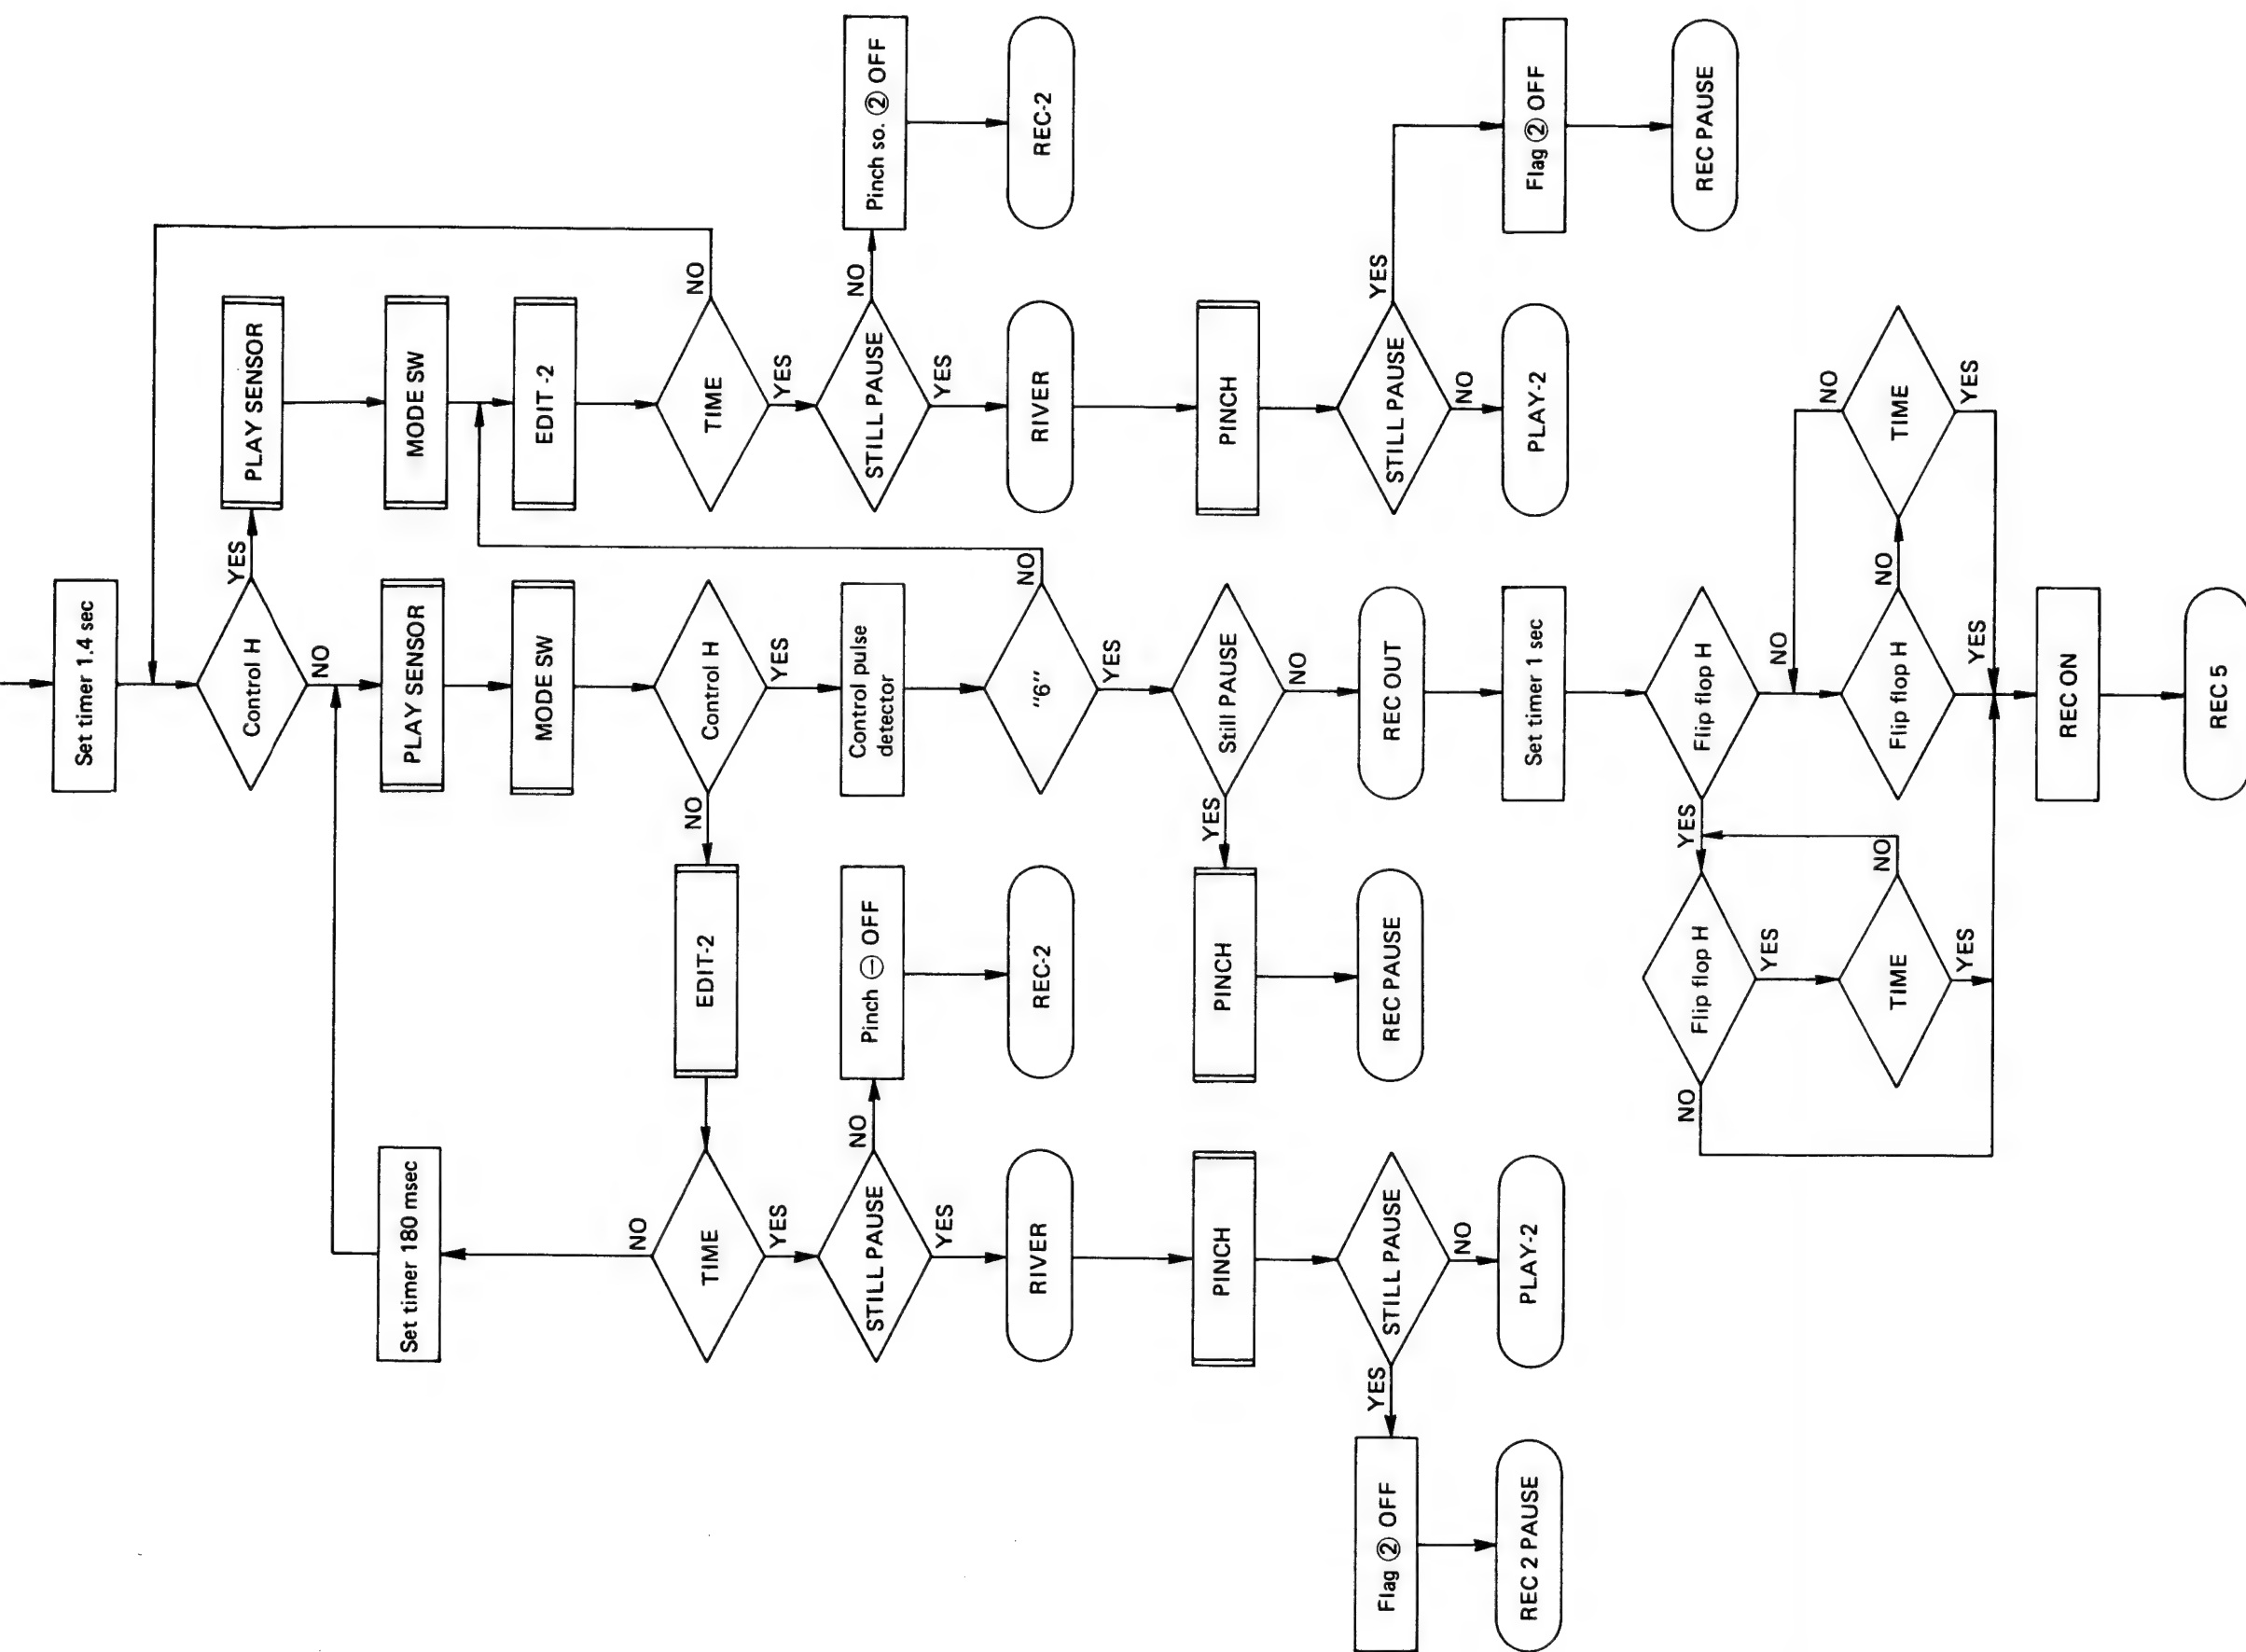 Set timer 1.4 sec
Control H
YES
PLAY SENSOR
NO
Set timer 180 msec
PLAY SENSOR
MODE SW
MODE SW
EDIT -2
NO
TIME
EDIT-2
NO
Control H
TIME
NO
YES
YES
YES
STILL PAUSE
NO
Pinch ⊖ OFF
Control pulse
detector
STILL PAUSE
NO
Pinch so. ② OFF
YES
YES
RIVER
REC-2
"6"
NO
RIVER
REC-2
YES
PINCH
PINCH
YES
Still PAUSE
PINCH
NO
Flag ② OFF
YES
STILL PAUSE
REC PAUSE
REC OUT
STILL PAUSE
YES
NO
NO
REC 2 PAUSE
PLAY-2
Set timer 1 sec
PLAY-2
Flag ② OFF
NO
Flip flop H
YES
Flip flop H
REC PAUSE
YES
NO
TIME
NO
Flip flop H
NO
TIME
NO
YES
YES
YES
REC ON
REC 5